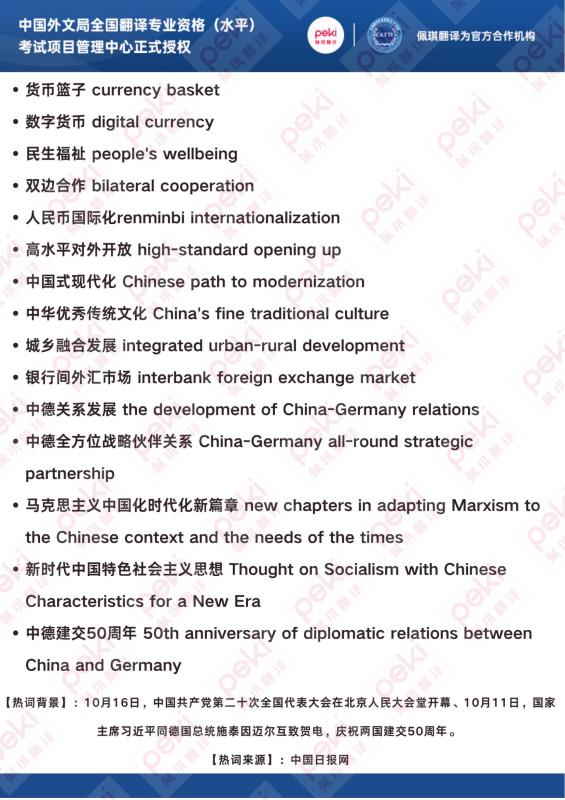 中国外文局全国翻译专业资格（水平）
考试项目管理中心正式授权
peki
佩琪翻译
CATTI
佩琪翻译为官方合作机构
• 货币篮子 currency basket
• 数字货币 digital currency
• 民生福祉 people's wellbeing
• 双边合作 bilateral cooperation
• 人民币国际化renminbi internationalization
• 高水平对外开放 high-standard opening up
• 中国式现代化 Chinese path to modernization
• 中华优秀传统文化 China's fine traditional culture
• 城乡融合发展 integrated urban-rural development
• 银行间外汇市场 interbank foreign exchange market
• 中德关系发展 the development of China-Germany relations
• 中德全方位战略伙伴关系 China-Germany all-round strategic
partnership
• 马克思主义中国化时代化新篇章 new chapters in adapting Marxism to
the Chinese context and the needs of the times
• 新时代中国特色社会主义思想 Thought on Socialism with Chinese
Characteristics for a New Era
• 中德建交50周年 50th anniversary of diplomatic relations between
China and Germany
【热词背景】：10月16日，中国共产党第二十次全国代表大会在北京人民大会堂开幕、10月11日，国家
主席习近平同德国总统施泰因迈尔互致贺电，庆祝两国建交50周年。
【热词来源】：中国日报网